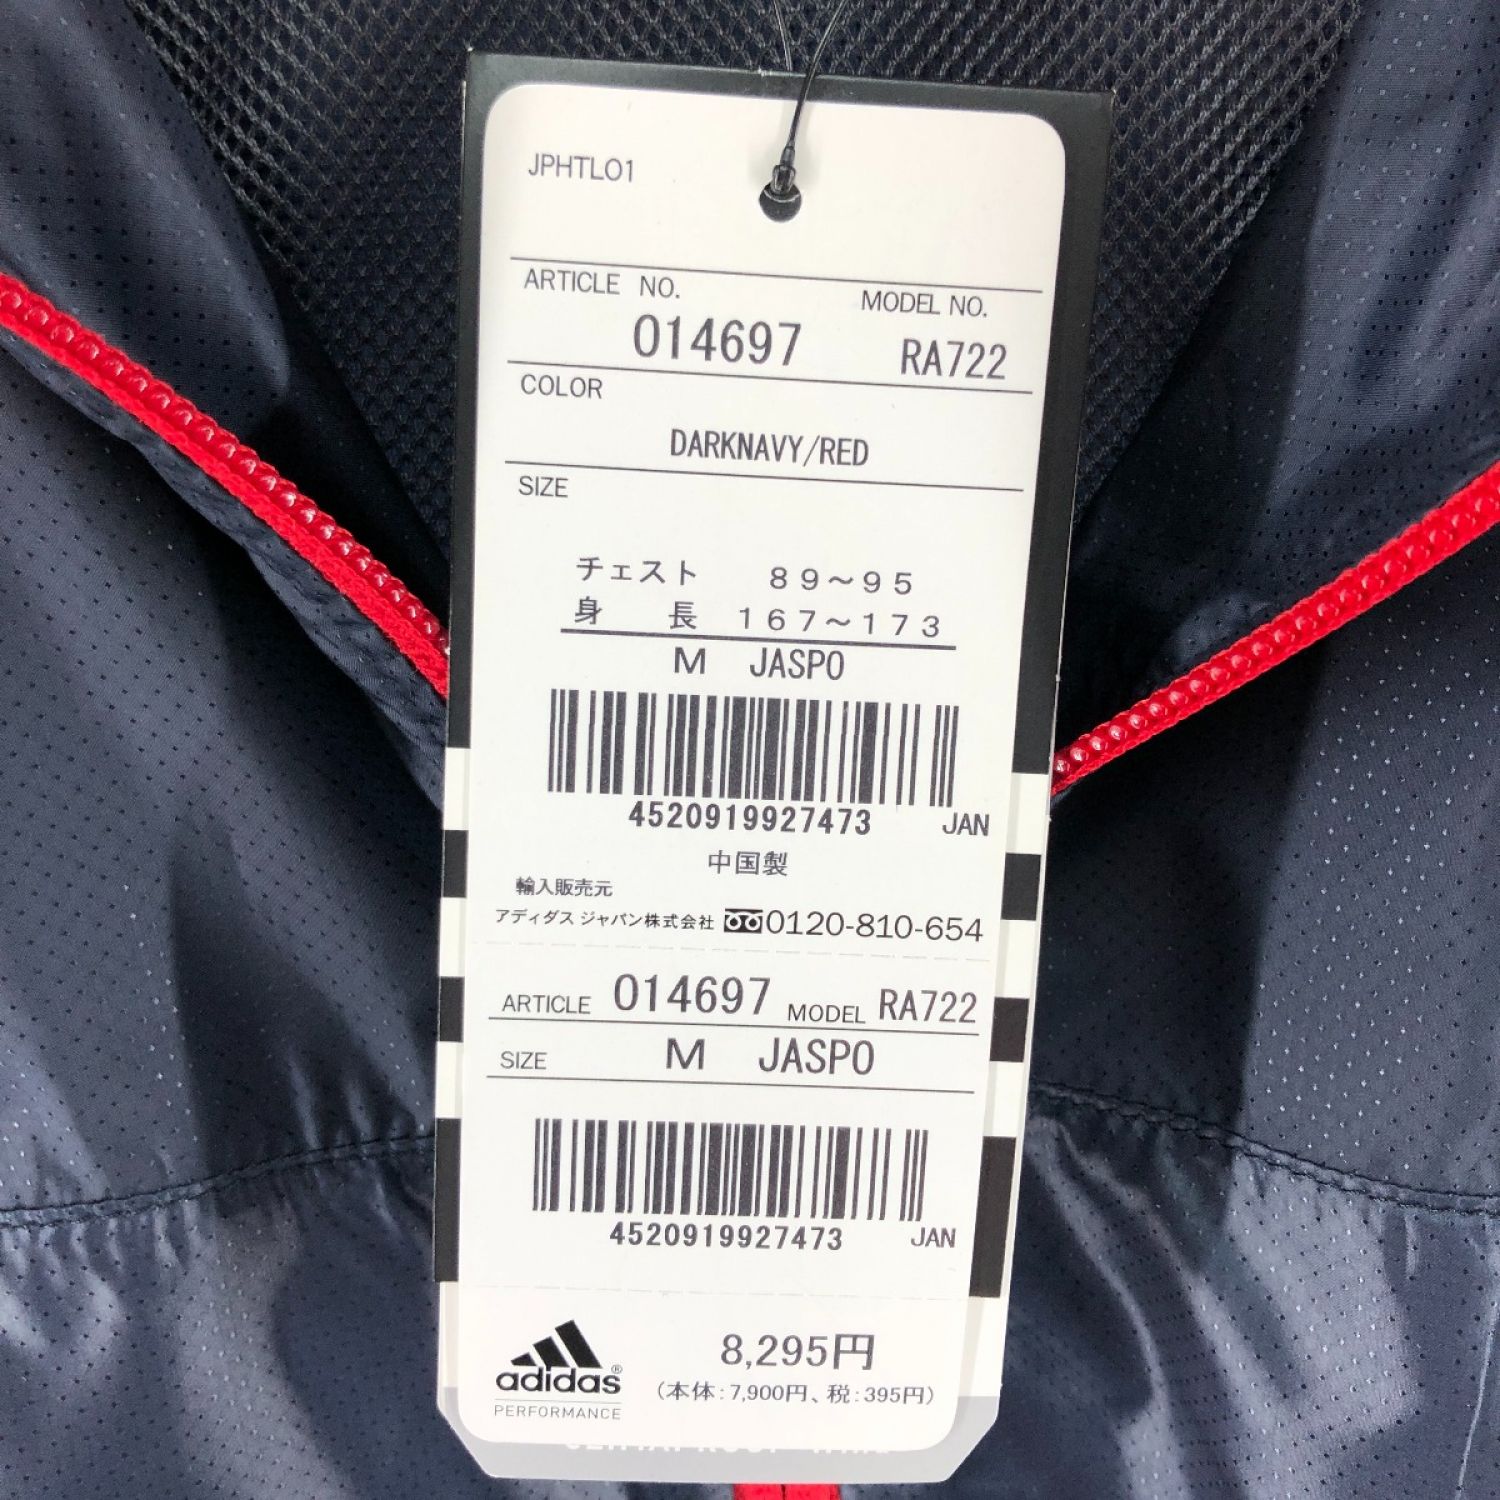 JPHTL01
ARTICLE NO. MODEL NO.
014697 RA722
COLOR
DARKNAVY/RED
SIZE
チェスト 89～95
身長 167～173
M JASPO
4520919927473 JAN
中国製
輸入販売元
アディダス ジャパン株式会社 0120-810-654
ARTICLE 014697 MODEL RA722
SIZE M JASPO
4520919927473 JAN
adidas®
PERFORMANCE
8,295円
(本体:7,900円、税:395円)